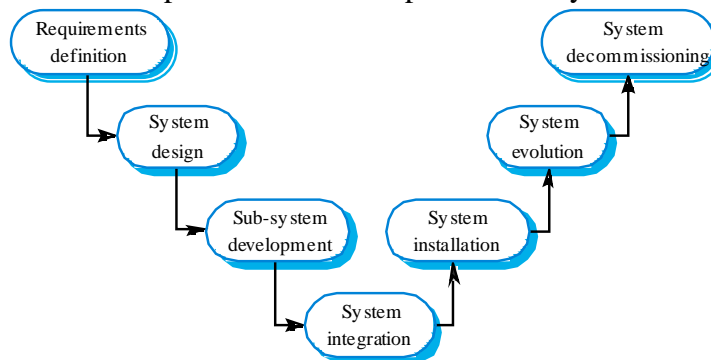 Requirements
definition
System
design
Sub-system
development
System
integration
System
installation
System
evolution
System
decommissioning